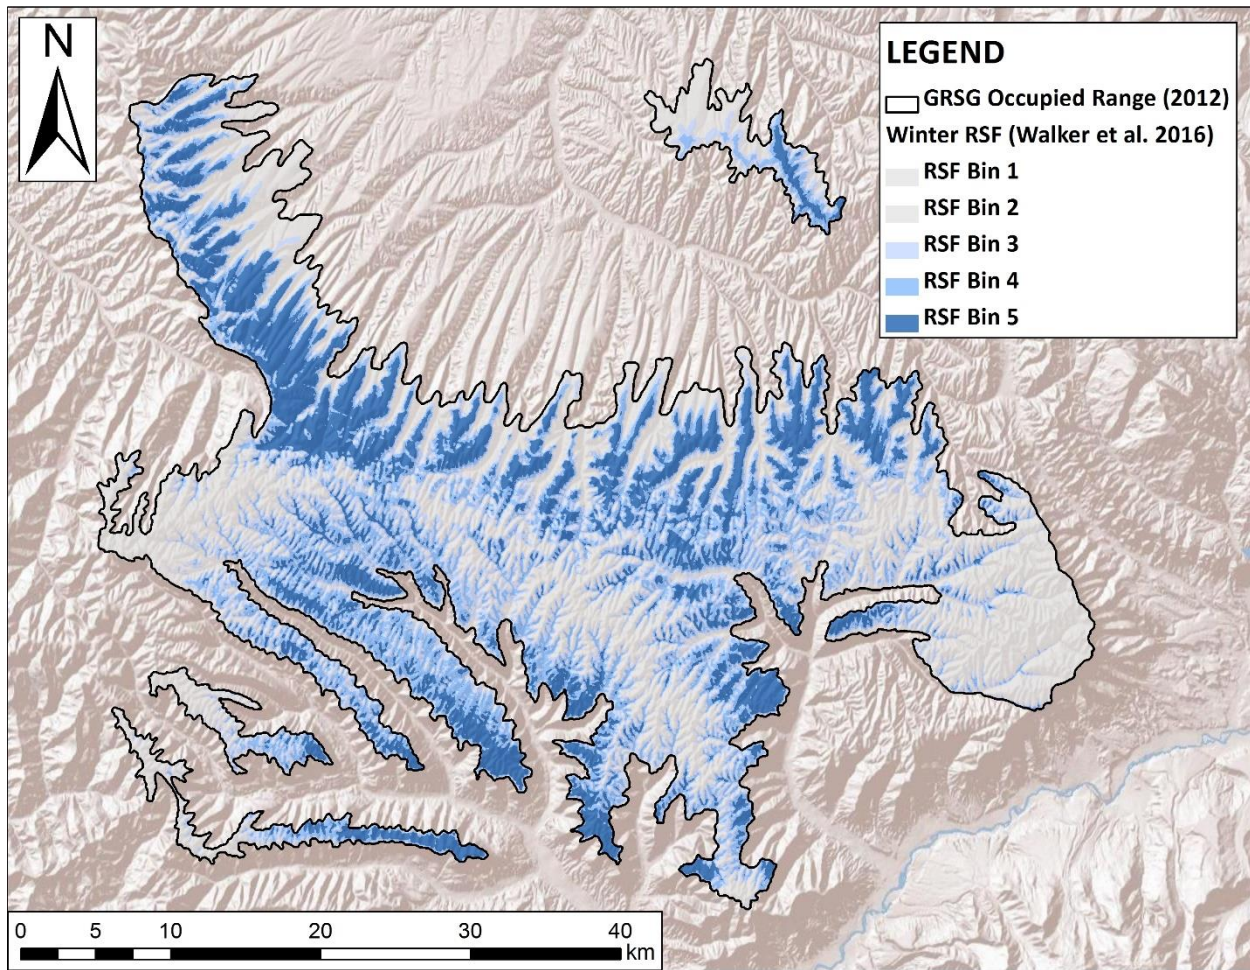 N
LEGEND
GRSG Occupied Range (2012)
Winter RSF (Walker et al. 2016)
RSF Bin 1
RSF Bin 2
RSF Bin 3
RSF Bin 4
RSF Bin 5
0 5 10 20 30 40
km